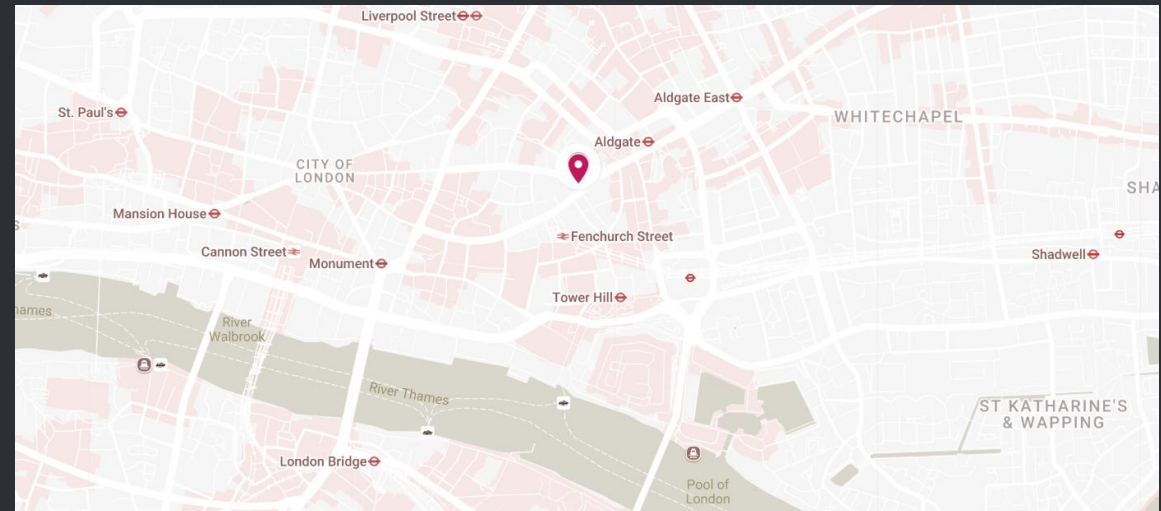 Liverpool Street
Aldgate East
St. Paul's
WHITECHAPEL
Aldgate
CITY OF
LONDON
SHA
Mansion House
S
Fenchurch Street
Cannon Street
Monument
Shadwell
Tower Hill
hames
River
Walbrook
River Thames
ST KATHARINE'S
& WAPPING
London Bridge
Pool of
London